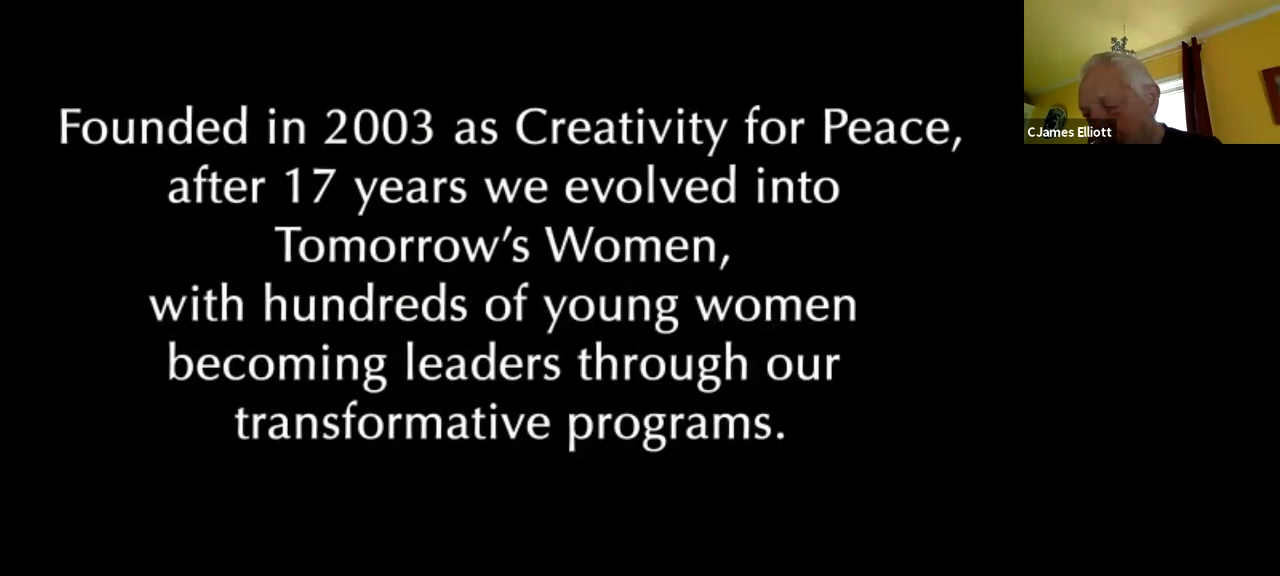 Founded in 2003 as Creativity for Peace,
after 17 years we evolved into
Tomorrow's Women,
with hundreds of young women
becoming leaders through our
transformative programs.
CJames Elliott